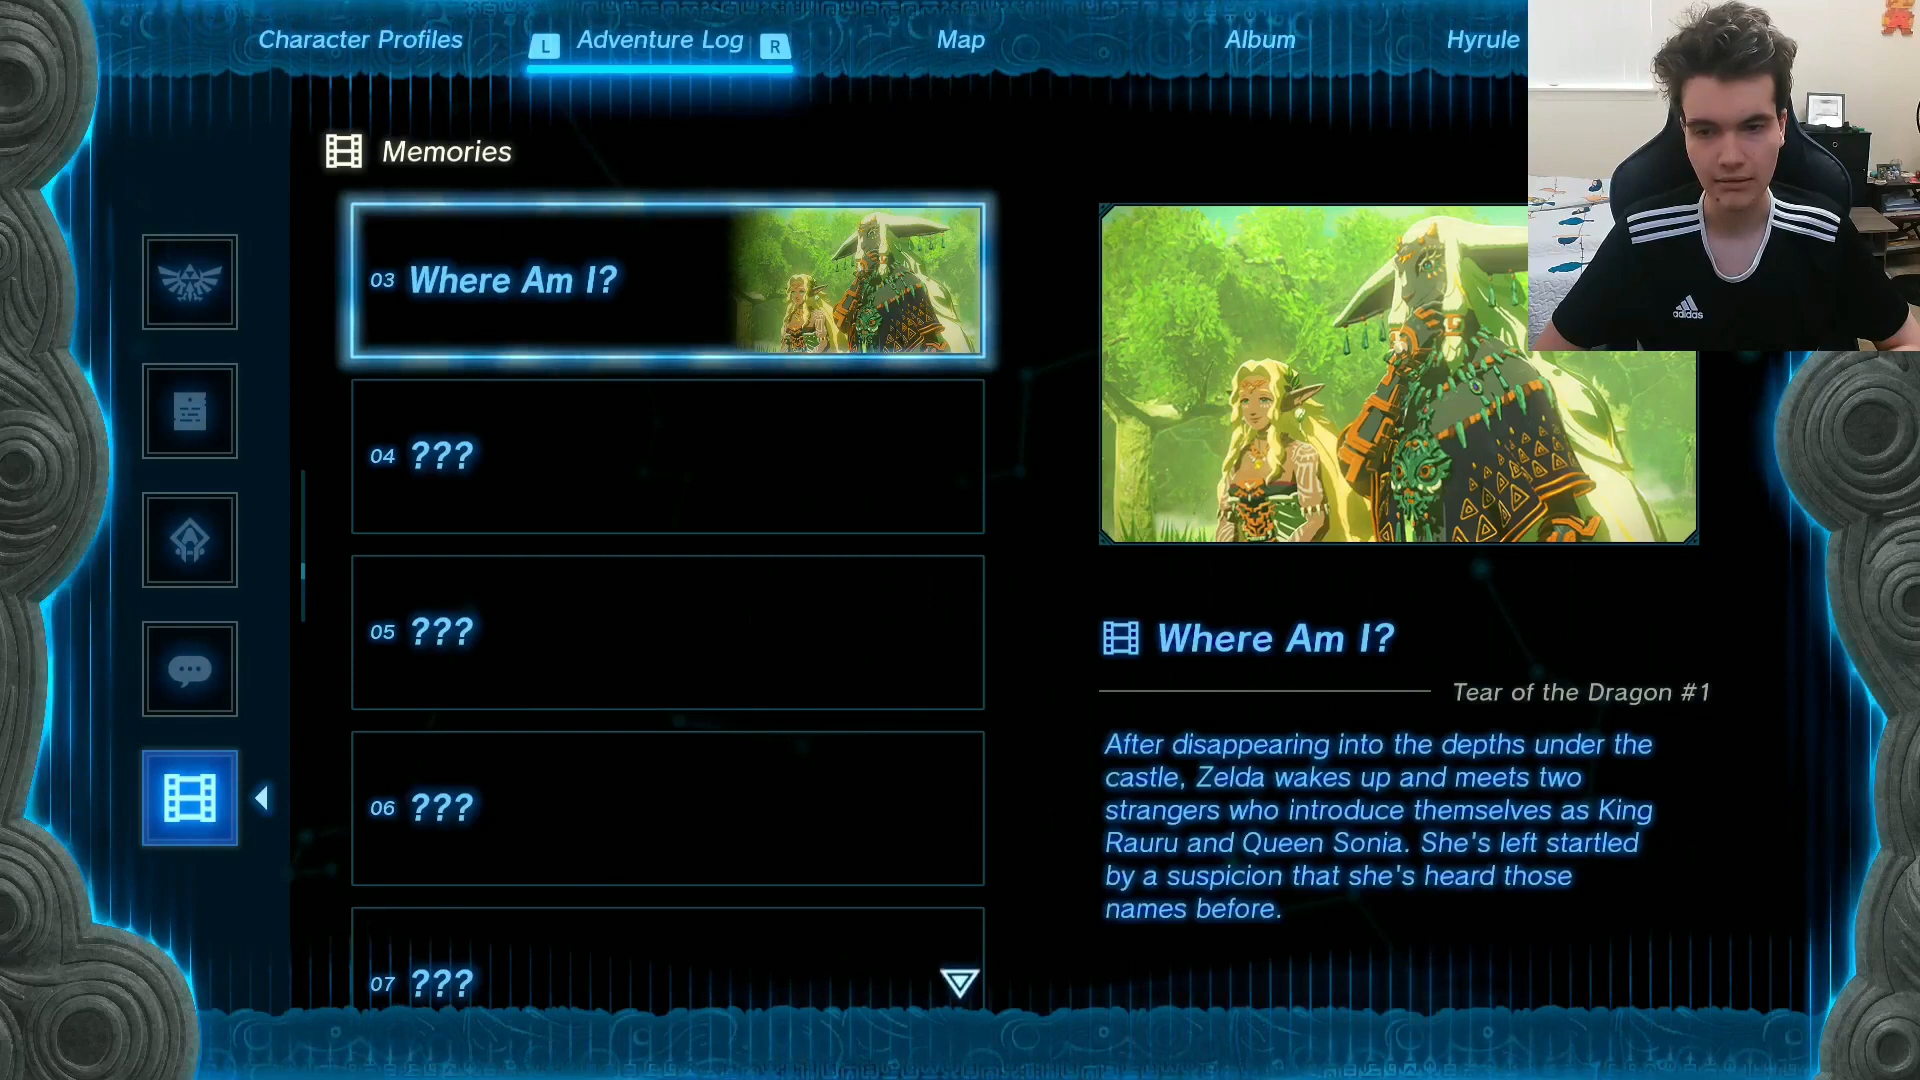 Character Profiles
L
Adventure Log
R
Map
Album
Hyrule
Memories
03 Where Am I?
04 ???
05 ???
06 ???
07 ???
adidas
Where Am I?
Tear of the Dragon #1
After disappearing into the depths under the
castle, Zelda wakes up and meets two
strangers who introduce themselves as King
Rauru and Queen Sonia. She's left startled
by a suspicion that she's heard those
names before.